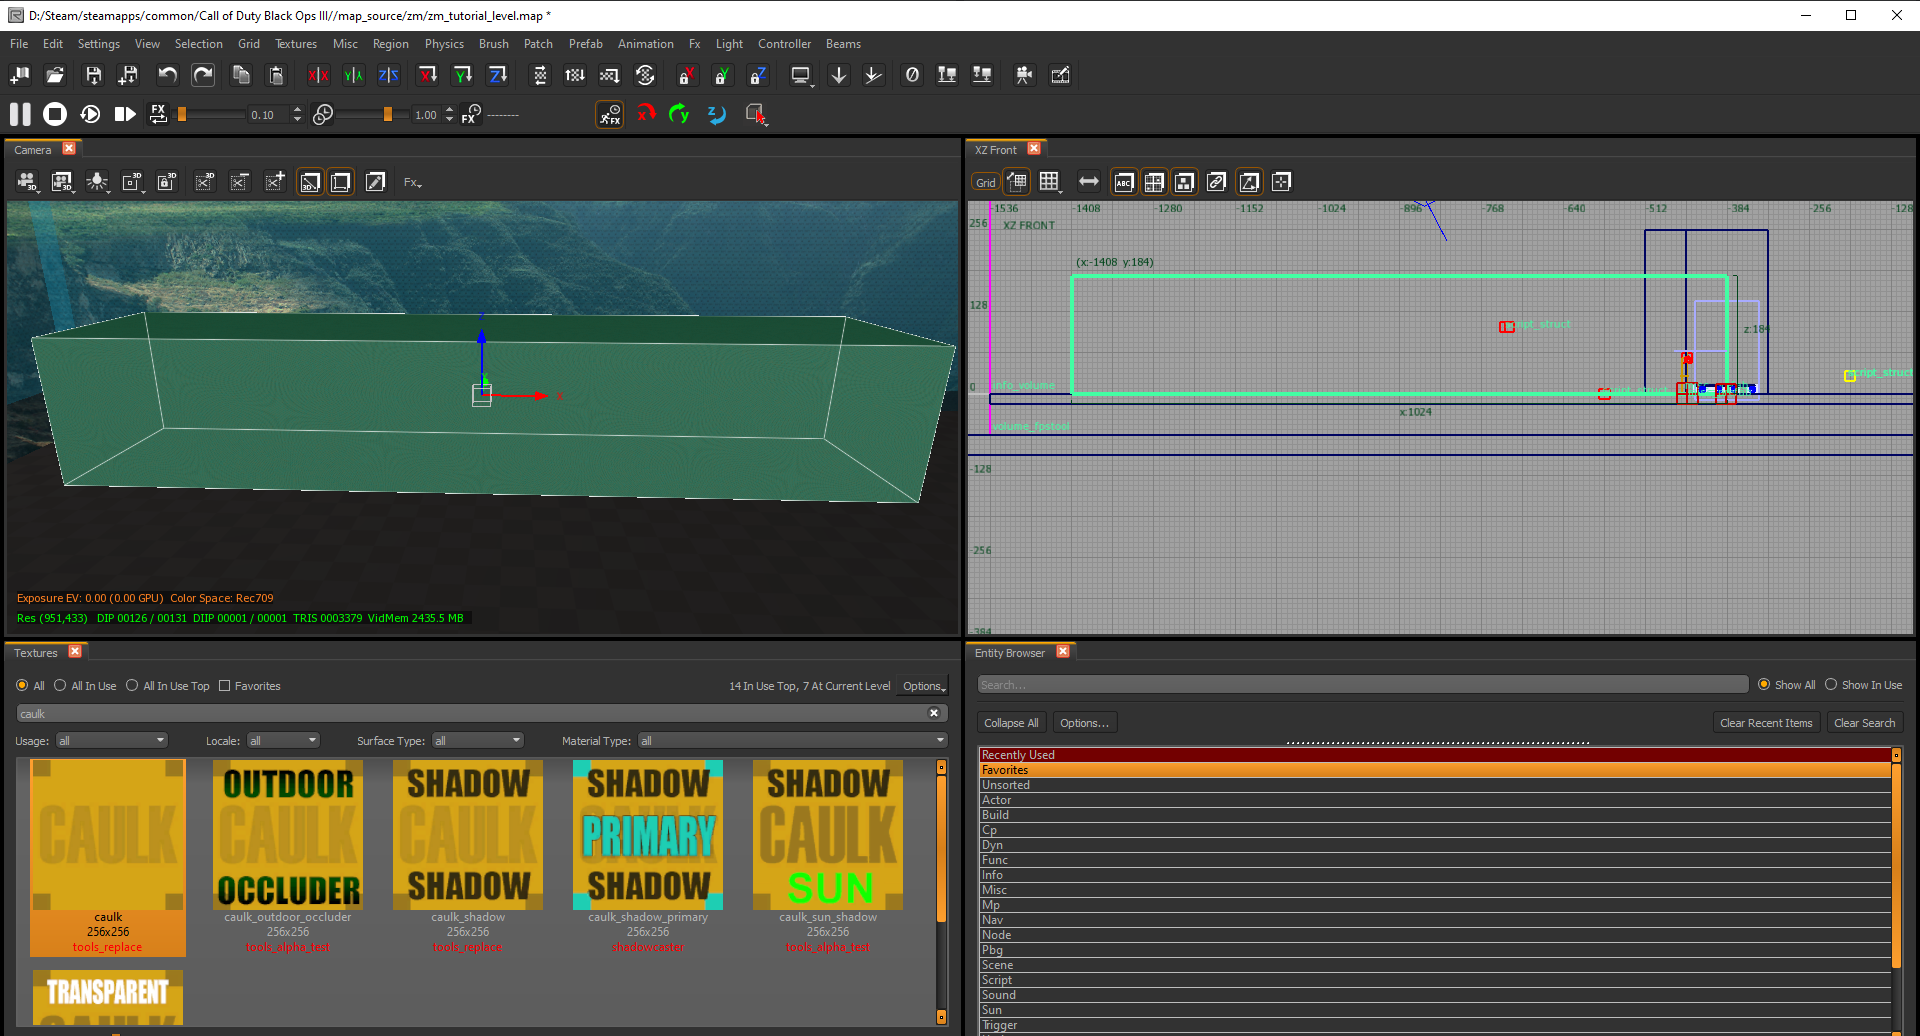 D:/Steam/steamapps/common/Call of Duty Black Ops III//map_source/zm/zm_tutorial_level.map *
File Edit Settings View Selection Grid Textures Misc Region Physics Brush Patch Prefab Animation Fx Light Controller Beams
FX 0.10 1.00 FX -------- FX x y z
Camera
Fx
z
x
Exposure EV: 0.00 (0.00 GPU) Color Space: Rec709
Res (951,433) DIP 00126 / 00131 DIIP 00001 / 00001 TRIS 0003379 VidMem 2435.5 MB
XZ Front
Grid ABC
-1536 -1408 -1280 -1152 -1024 -896 -768 -640 -512 -384 -256 -128
256 XZ FRONT
(x:-1408 y:184)
128
script_struct
z:184
script_struct
0 info_volume
script_struct
x:1024
volume_fpstool
-128
-256
-384
Textures
All All In Use All In Use Top Favorites 14 In Use Top, 7 At Current Level Options
caulk
Usage: all Locale: all Surface Type: all Material Type: all
CAULK
OUTDOOR CAULK OCCLUDER
SHADOW CAULK SHADOW
SHADOW PRIMARY SHADOW
SHADOW CAULK SUN
caulk caulk_outdoor_occluder caulk_shadow caulk_shadow_primary caulk_sun_shadow
256x256 256x256 256x256 256x256 256x256
tools_replace tools_alpha_test tools_replace shadowcaster tools_alpha_test
TRANSPARENT
CAULK
Entity Browser
Search... Show All Show In Use
Collapse All Options... Clear Recent Items Clear Search
Recently Used
Favorites
Unsorted
Actor
Build
Cp
Dyn
Func
Info
Misc
Mp
Nav
Node
Pbg
Scene
Script
Sound
Sun
Trigger